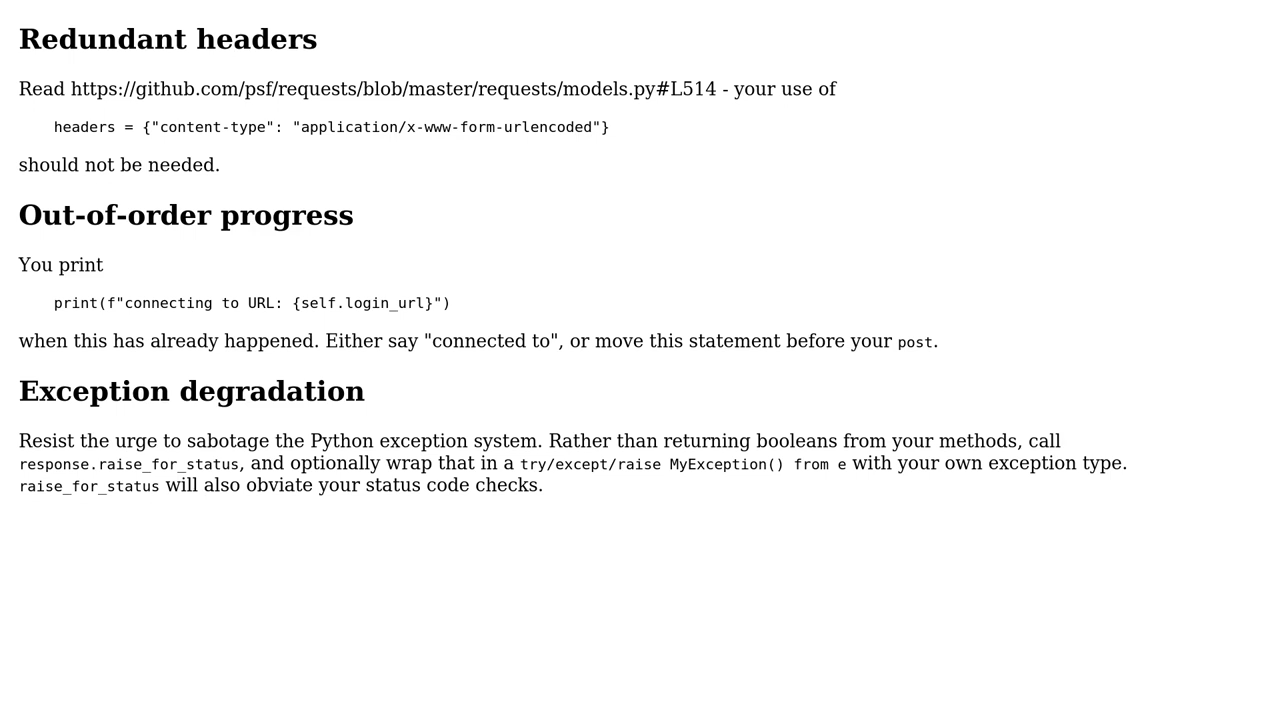 Redundant headers
Read https://github.com/psf/requests/blob/master/requests/models.py#L514 - your use of
headers = {"content-type": "application/x-www-form-urlencoded"}
should not be needed.
Out-of-order progress
You print
print(f"connecting to URL: {self.login_url}")
when this has already happened. Either say "connected to", or move this statement before your post.
Exception degradation
Resist the urge to sabotage the Python exception system. Rather than returning booleans from your methods, call
response.raise_for_status, and optionally wrap that in a try/except/raise MyException() from e with your own exception type.
raise_for_status will also obviate your status code checks.